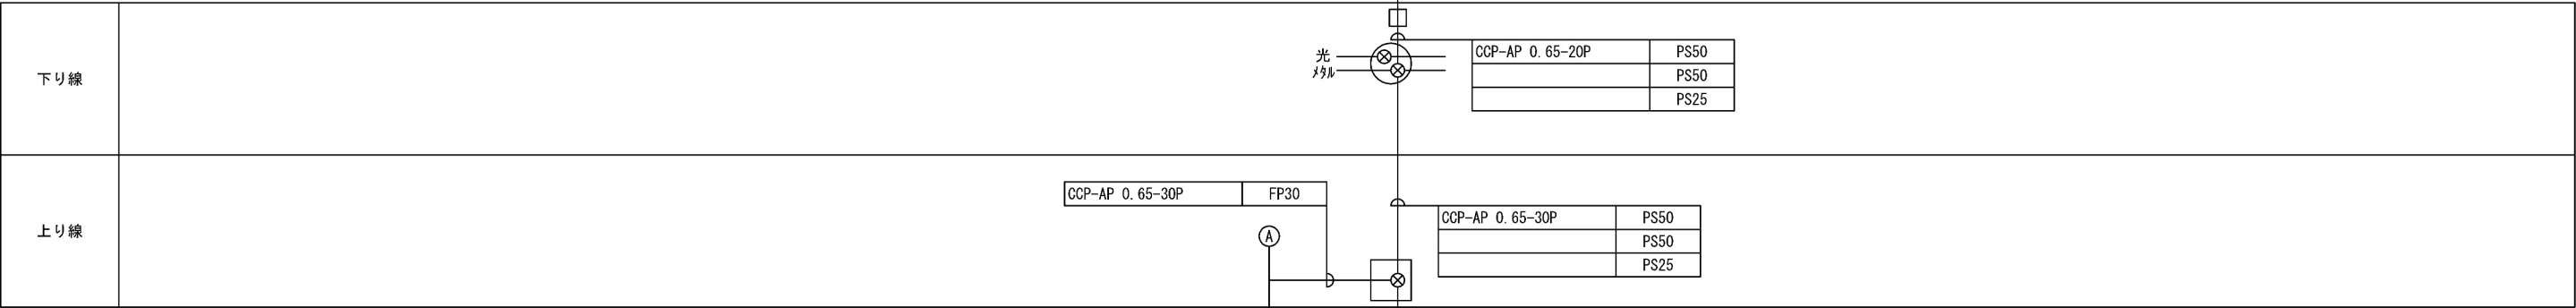 下り線
光
ﾒﾀﾙ
CCP-AP 0.65-20P PS50
PS50
PS25
上り線
CCP-AP 0.65-30P FP30
A
CCP-AP 0.65-30P PS50
PS50
PS25